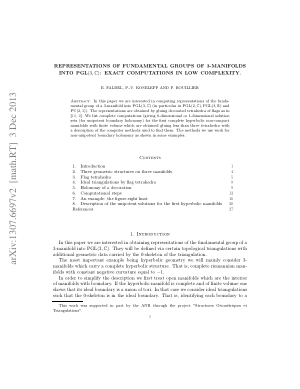 REPRESENTATIONS OF FUNDAMENTAL GROUPS OF 3-MANIFOLDS
INTO PGL(3, C): EXACT COMPUTATIONS IN LOW COMPLEXITY.
E. FALBEL, P.-V. KOSELEFF AND F. ROUILLIER
Abstract. In this paper we are interested in computing representations of the fundamental
group of a 3-manifold into PGL(3, C) (in particular in PGL(2, C), PGL(3, R) and
PU(2, 1)). The representations are obtained by gluing decorated tetrahedra of flags as in
. We list complete computations (giving 0-dimensional or 1-dimensional solution
sets (for unipotent boundary holonomy) for the first complete hyperbolic non-compact
manifolds with finite volume which are obtained gluing less than three tetrahedra with
a description of the computer methods used to find them. The methods we use work for
non-unipotent boundary holonomy as shown in some examples.
Contents
1. Introduction 1
2. Three geometric structures on three manifolds 4
3. Flag tetrahedra 5
4. Ideal triangulations by flag tetrahedra 8
5. Holonomy of a decoration 9
6. Computational steps 13
7. An example: the figure eight knot 16
8. Description of the unipotent solutions for the first hyperbolic manifolds 20
References 27
1. Introduction
In this paper we are interested in obtaining representations of the fundamental group of a
3-manifold into PGL(3, C). They will be defined via certain topological triangulations with
additional geometric data carried by the 0-skeleton of the triangulation.
The most important example being hyperbolic geometry we will mainly consider 3-
manifolds which carry a complete hyperbolic structure. That is, complete riemannian manifolds
with constant negative curvature equal to −1.
In order to simplify the description we first treat open manifolds which are the interior
of manifolds with boundary. If the hyperbolic manifold is complete and of finite volume one
shows that its ideal boundary is a union of tori. In that case we consider ideal triangulations
such that the 0-skeleton is in the ideal boundary. That is, identifying each boundary to a
This work was supported in part by the ANR through the project "Structures Géométriques et
Triangulations".
1
arXiv:1307.6697v2 [math.RT] 3 Dec 2013